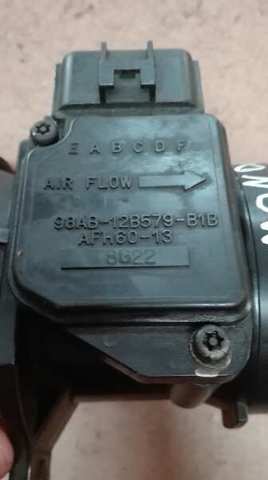 E A B C D F
AIR FLOW
98AB-12B579-B1B
AFH60-13
8G22